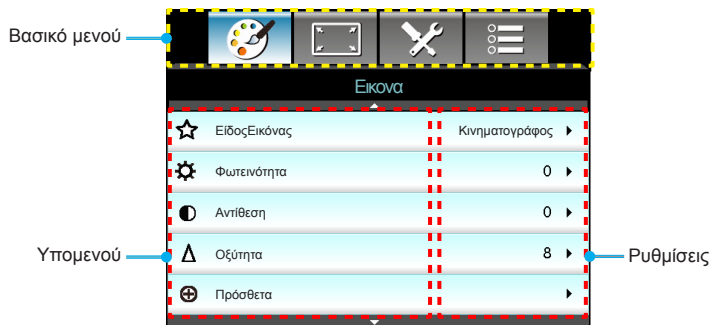 Βασικό μενού
Εικονα
ΕίδοςΕικόνας Κινηματογράφος
Φωτεινότητα 0
Αντίθεση 0
Υπομενού
Οξύτητα 8
Ρυθμίσεις
Πρόσθετα